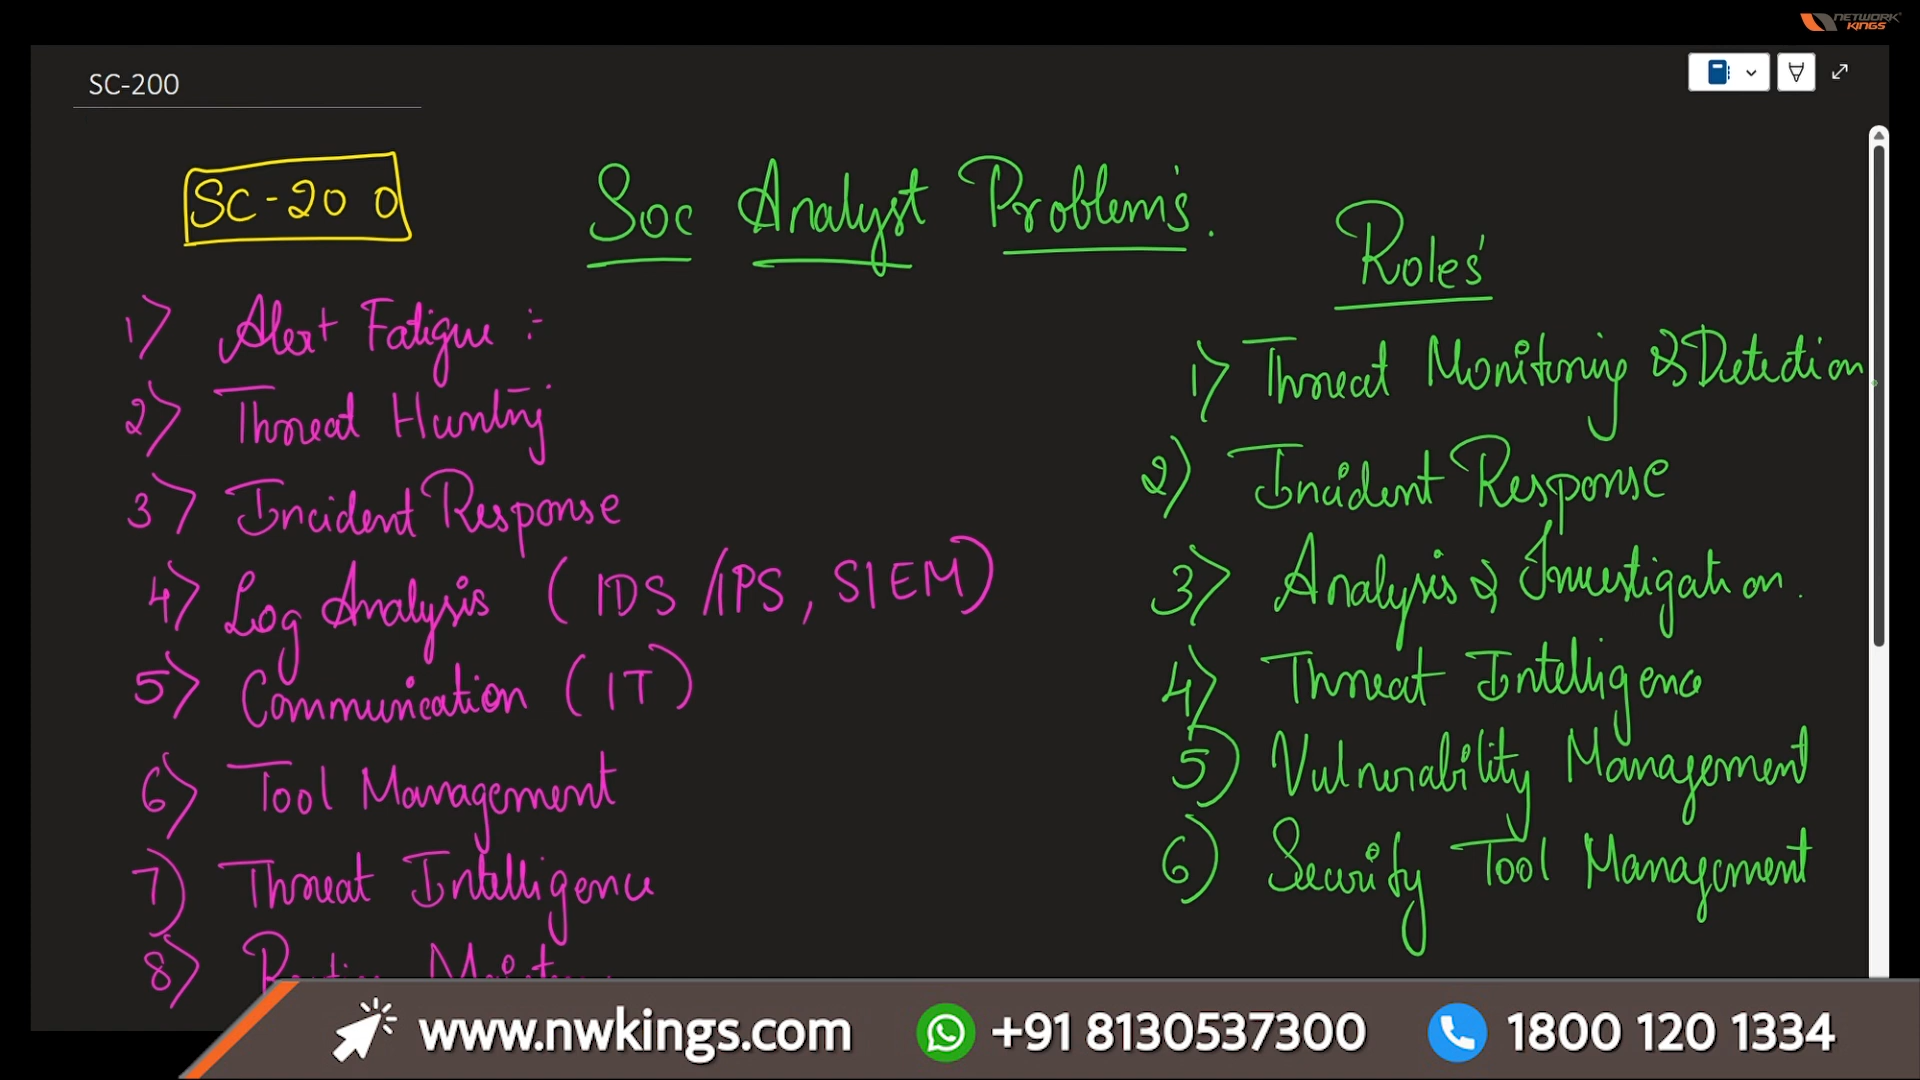 NETWORK KINGS
SC-200
SC-200
Soc Analyst Problem's.
1) Alert Fatigue :-
2) Threat Hunting
3) Incident Response
4) Log Analysis (IDS/IPS, SIEM)
5) Communication (IT)
6) Tool Management
7) Threat Intelligence
8)
Roles'
1) Threat Monitoring & Detection.
2) Incident Response
3) Analysis & Investigation.
4) Threat Intelligence
5) Vulnerability Management
6) Security Tool Management
www.nwkings.com +91 8130537300 1800 120 1334